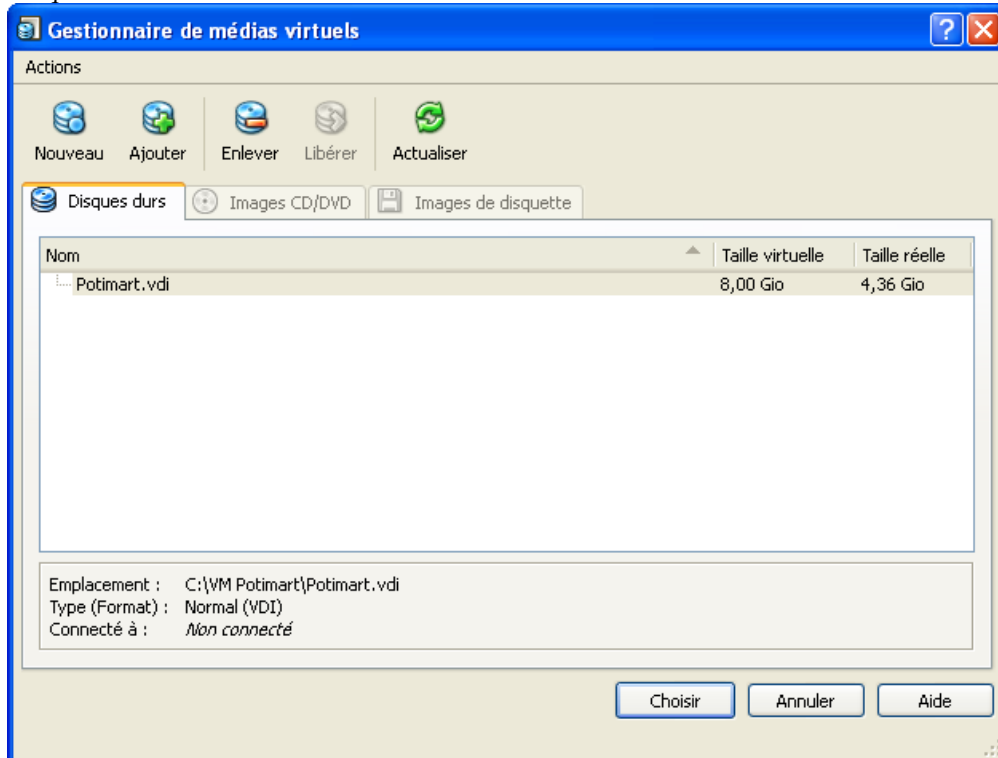 Gestionnaire de médias virtuels
Actions
Nouveau Ajouter Enlever Libérer Actualiser
Disques durs Images CD/DVD Images de disquette
Nom Taille virtuelle Taille réelle
Potimart.vdi 8,00 Gio 4,36 Gio
Emplacement : C:\VM Potimart\Potimart.vdi
Type (Format) : Normal (VDI)
Connecté à : Non connecté
Choisir Annuler Aide